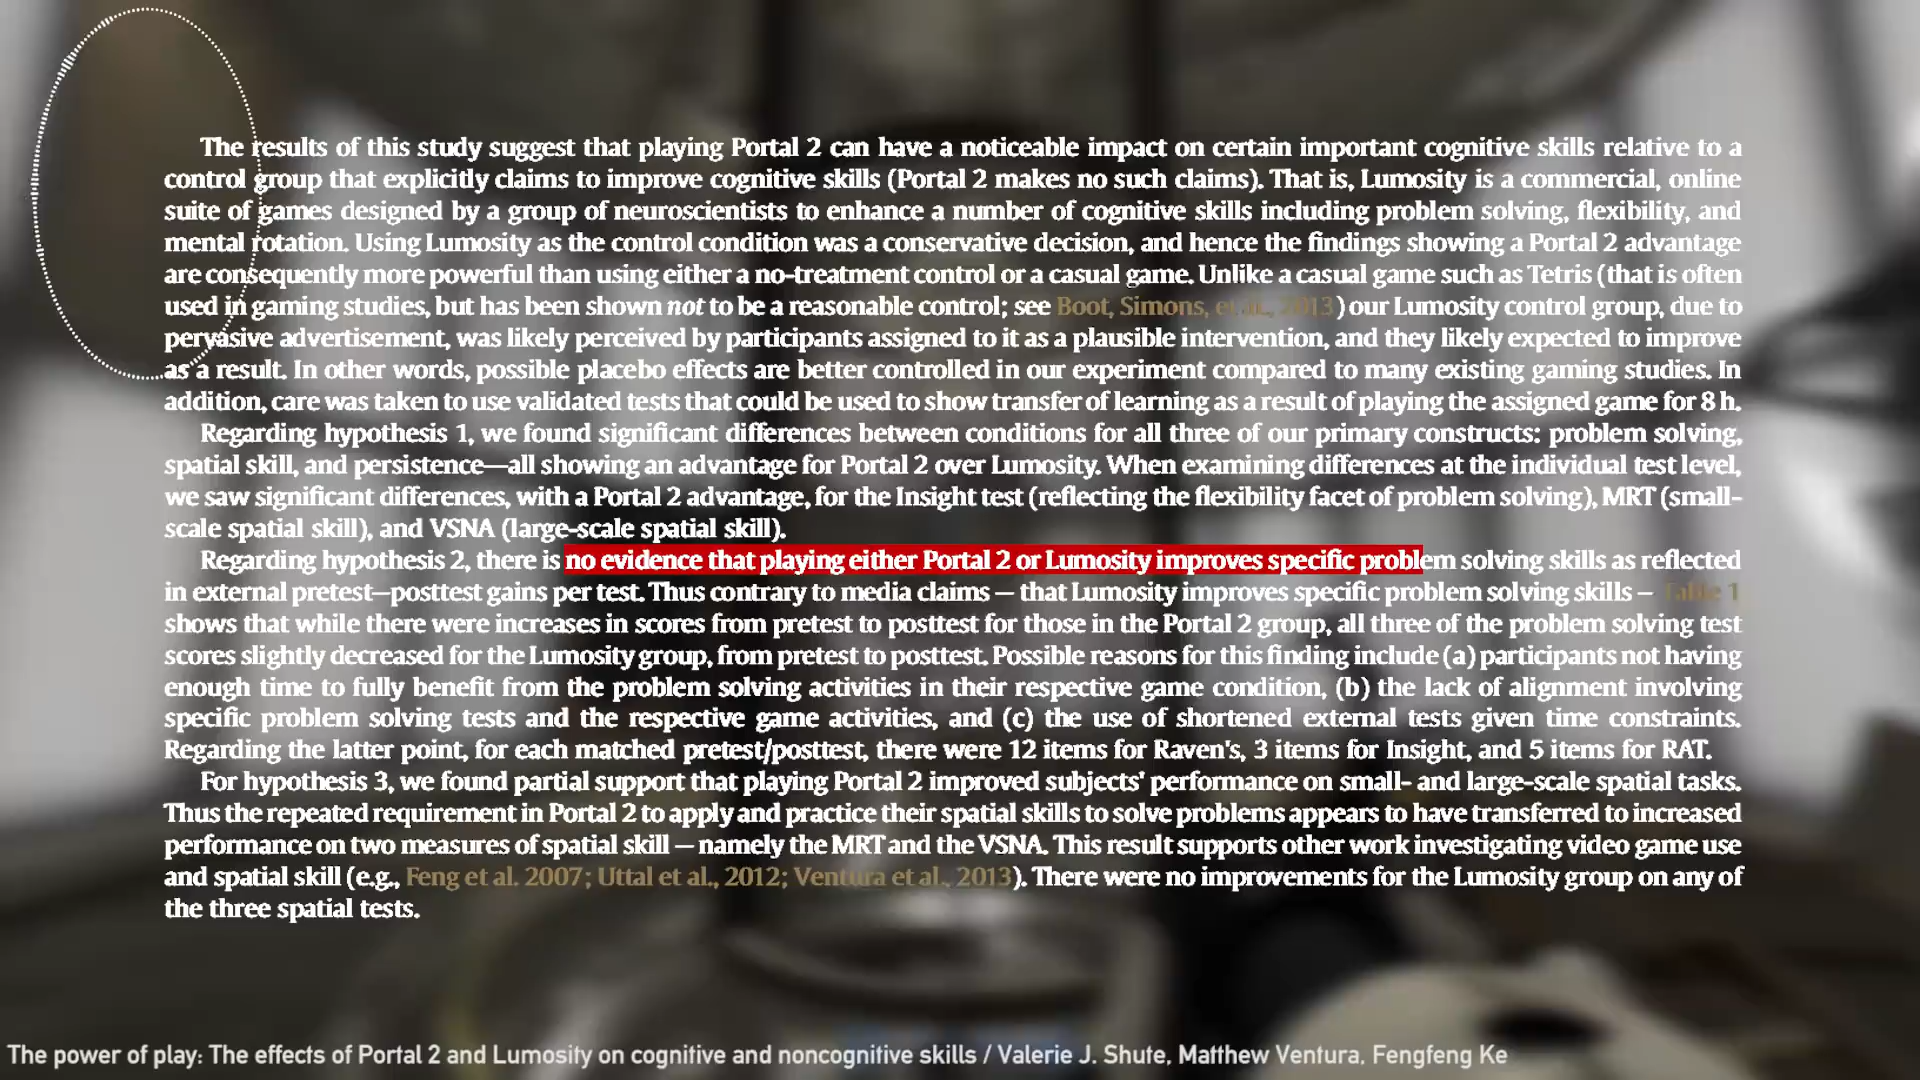 The results of this study suggest that playing Portal 2 can have a noticeable impact on certain important cognitive skills relative to a
control group that explicitly claims to improve cognitive skills (Portal 2 makes no such claims). That is, Lumosity is a commercial, online
suite of games designed by a group of neuroscientists to enhance a number of cognitive skills including problem solving, flexibility, and
mental rotation. Using Lumosity as the control condition was a conservative decision, and hence the findings showing a Portal 2 advantage
are consequently more powerful than using either a no-treatment control or a casual game. Unlike a casual game such as Tetris (that is often
used in gaming studies, but has been shown not to be a reasonable control; see Boot, Simons, et al., 2013) our Lumosity control group, due to
pervasive advertisement, was likely perceived by participants assigned to it as a plausible intervention, and they likely expected to improve
as a result. In other words, possible placebo effects are better controlled in our experiment compared to many existing gaming studies. In
addition, care was taken to use validated tests that could be used to show transfer of learning as a result of playing the assigned game for 8 h.
Regarding hypothesis 1, we found significant differences between conditions for all three of our primary constructs: problem solving,
spatial skill, and persistence—all showing an advantage for Portal 2 over Lumosity. When examining differences at the individual test level,
we saw significant differences, with a Portal 2 advantage, for the Insight test (reflecting the flexibility facet of problem solving), MRT (small-
scale spatial skill), and VSNA (large-scale spatial skill).
Regarding hypothesis 2, there is no evidence that playing either Portal 2 or Lumosity improves specific problem solving skills as reflected
in external pretest–posttest gains per test. Thus contrary to media claims – that Lumosity improves specific problem solving skills – Table 1
shows that while there were increases in scores from pretest to posttest for those in the Portal 2 group, all three of the problem solving test
scores slightly decreased for the Lumosity group, from pretest to posttest. Possible reasons for this finding include (a) participants not having
enough time to fully benefit from the problem solving activities in their respective game condition, (b) the lack of alignment involving
specific problem solving tests and the respective game activities, and (c) the use of shortened external tests given time constraints.
Regarding the latter point, for each matched pretest/posttest, there were 12 items for Raven's, 3 items for Insight, and 5 items for RAT.
For hypothesis 3, we found partial support that playing Portal 2 improved subjects' performance on small- and large-scale spatial tasks.
Thus the repeated requirement in Portal 2 to apply and practice their spatial skills to solve problems appears to have transferred to increased
performance on two measures of spatial skill – namely the MRT and the VSNA. This result supports other work investigating video game use
and spatial skill (e.g., Feng et al. 2007; Uttal et al., 2012; Ventura et al., 2013). There were no improvements for the Lumosity group on any of
the three spatial tests.
The power of play: The effects of Portal 2 and Lumosity on cognitive and noncognitive skills / Valerie J. Shute, Matthew Ventura, Fengfeng Ke